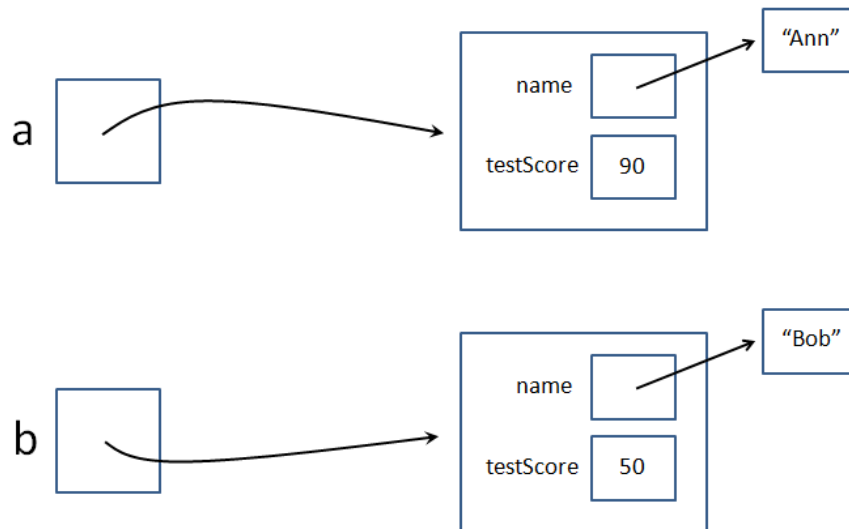 “Ann”
name
a
testScore 90
“Bob”
name
b
testScore 50